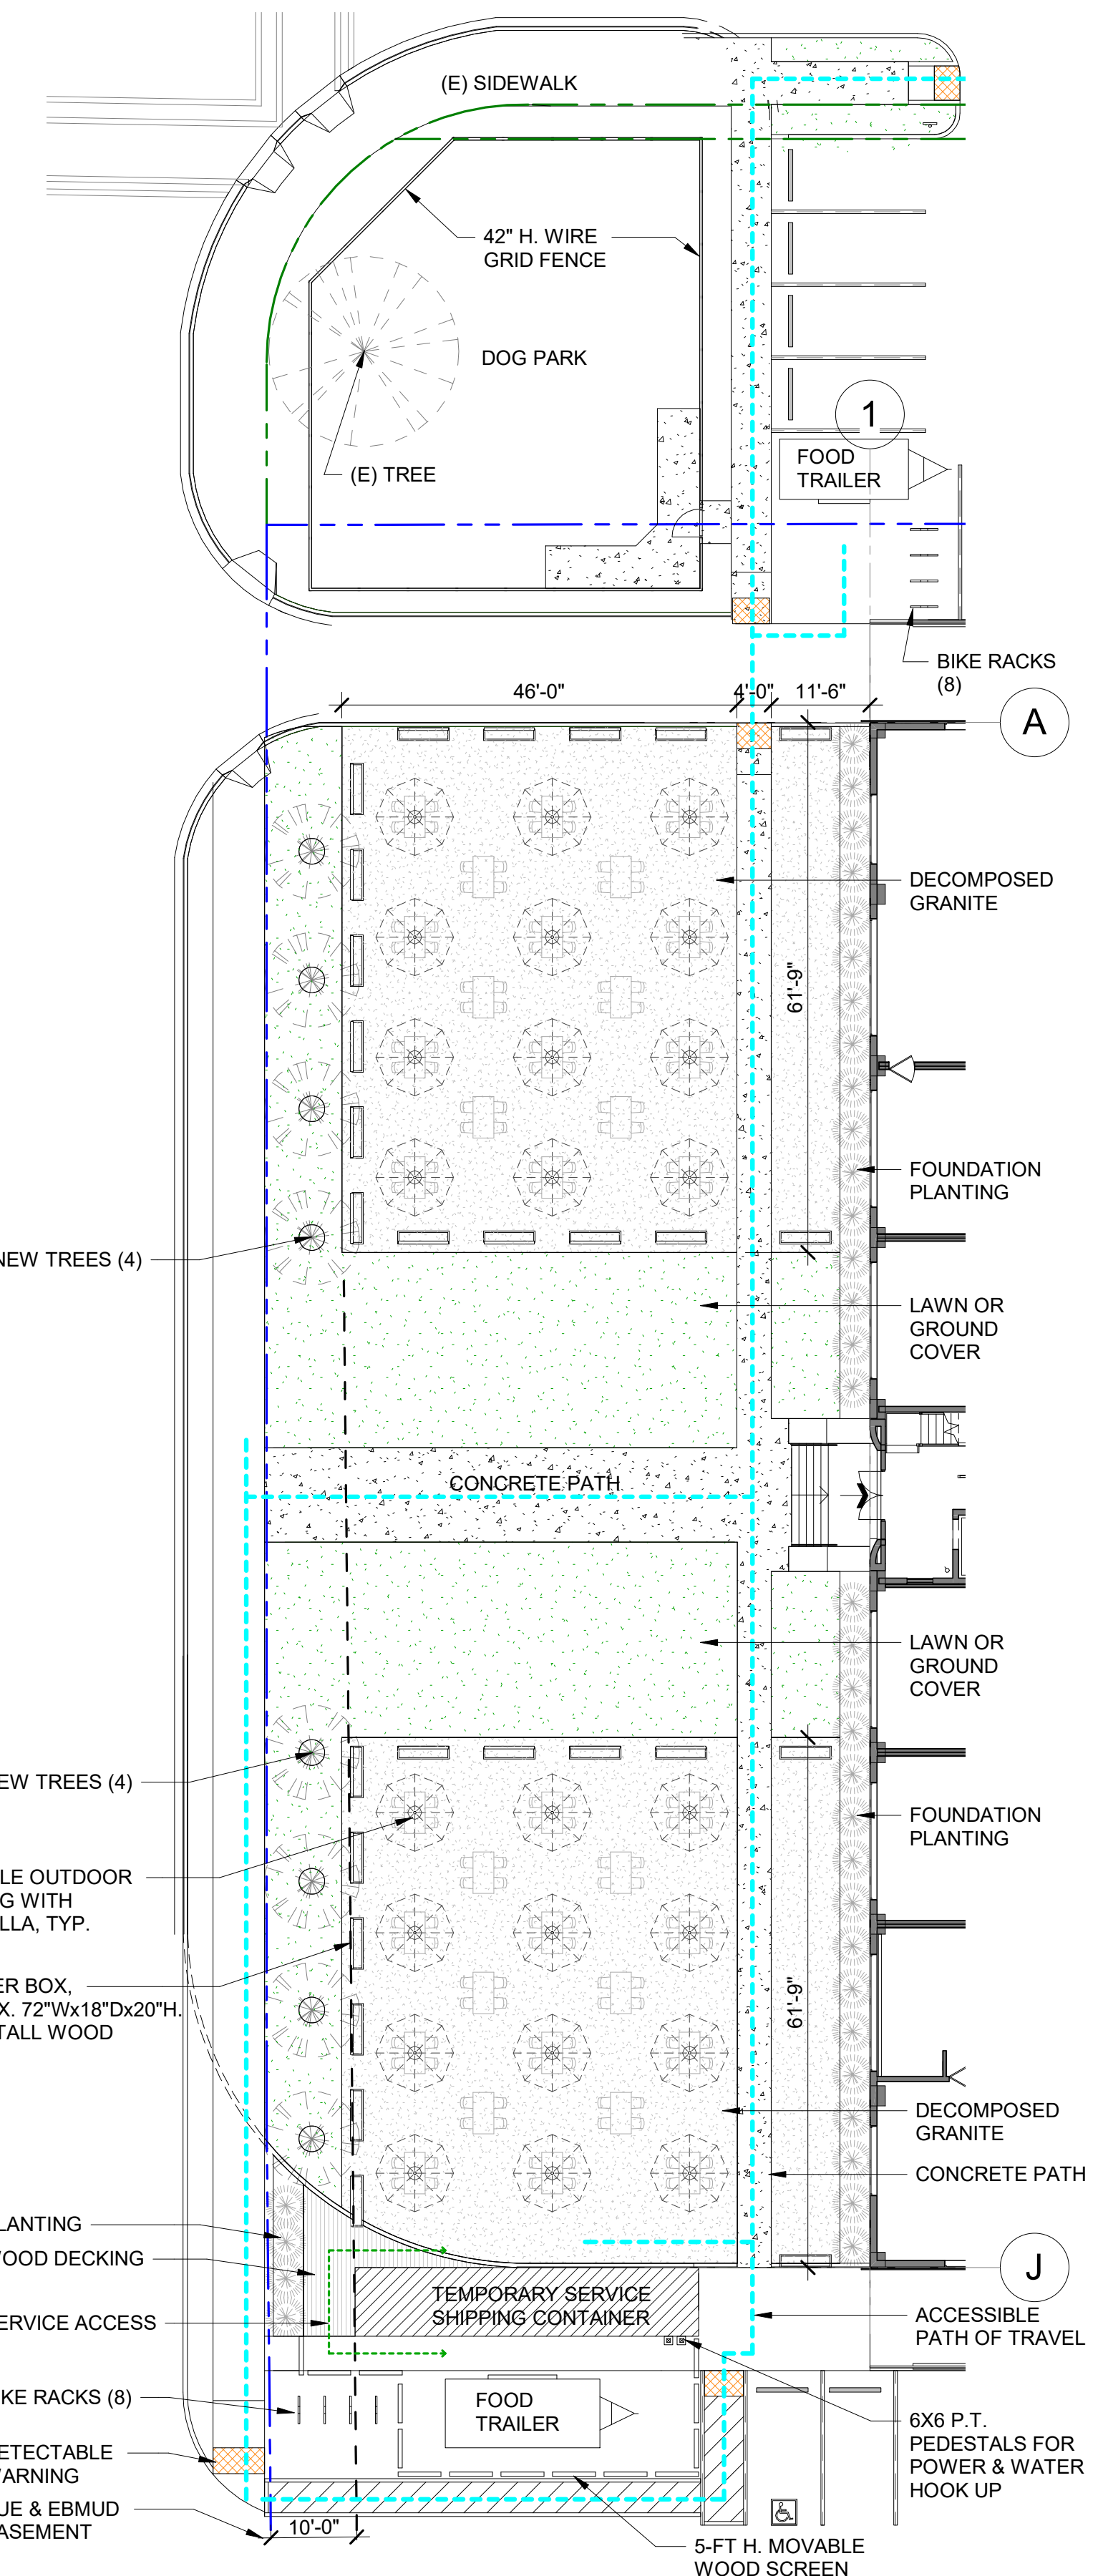 (E) SIDEWALK
42" H. WIRE
GRID FENCE
DOG PARK
1
FOOD
TRAILER
(E) TREE
BIKE RACKS
(8)
46'-0"
4'-0"
11'-6"
A
DECOMPOSED
GRANITE
61'-9"
FOUNDATION
PLANTING
NEW TREES (4)
LAWN OR
GROUND
COVER
CONCRETE PATH
LAWN OR
GROUND
COVER
EW TREES (4)
FOUNDATION
PLANTING
LE OUTDOOR
G WITH
LLA, TYP.
ER BOX,
X. 72"Wx18"Dx20"H.
TALL WOOD
61'-9"
DECOMPOSED
GRANITE
CONCRETE PATH
LANTING
WOOD DECKING
J
TEMPORARY SERVICE
SHIPPING CONTAINER
ERVICE ACCESS
ACCESSIBLE
PATH OF TRAVEL
IKE RACKS (8)
FOOD
TRAILER
6X6 P.T.
PEDESTALS FOR
POWER & WATER
HOOK UP
ETECTABLE
WARNING
UE & EBMUD
ASEMENT
10'-0"
5-FT H. MOVABLE
WOOD SCREEN